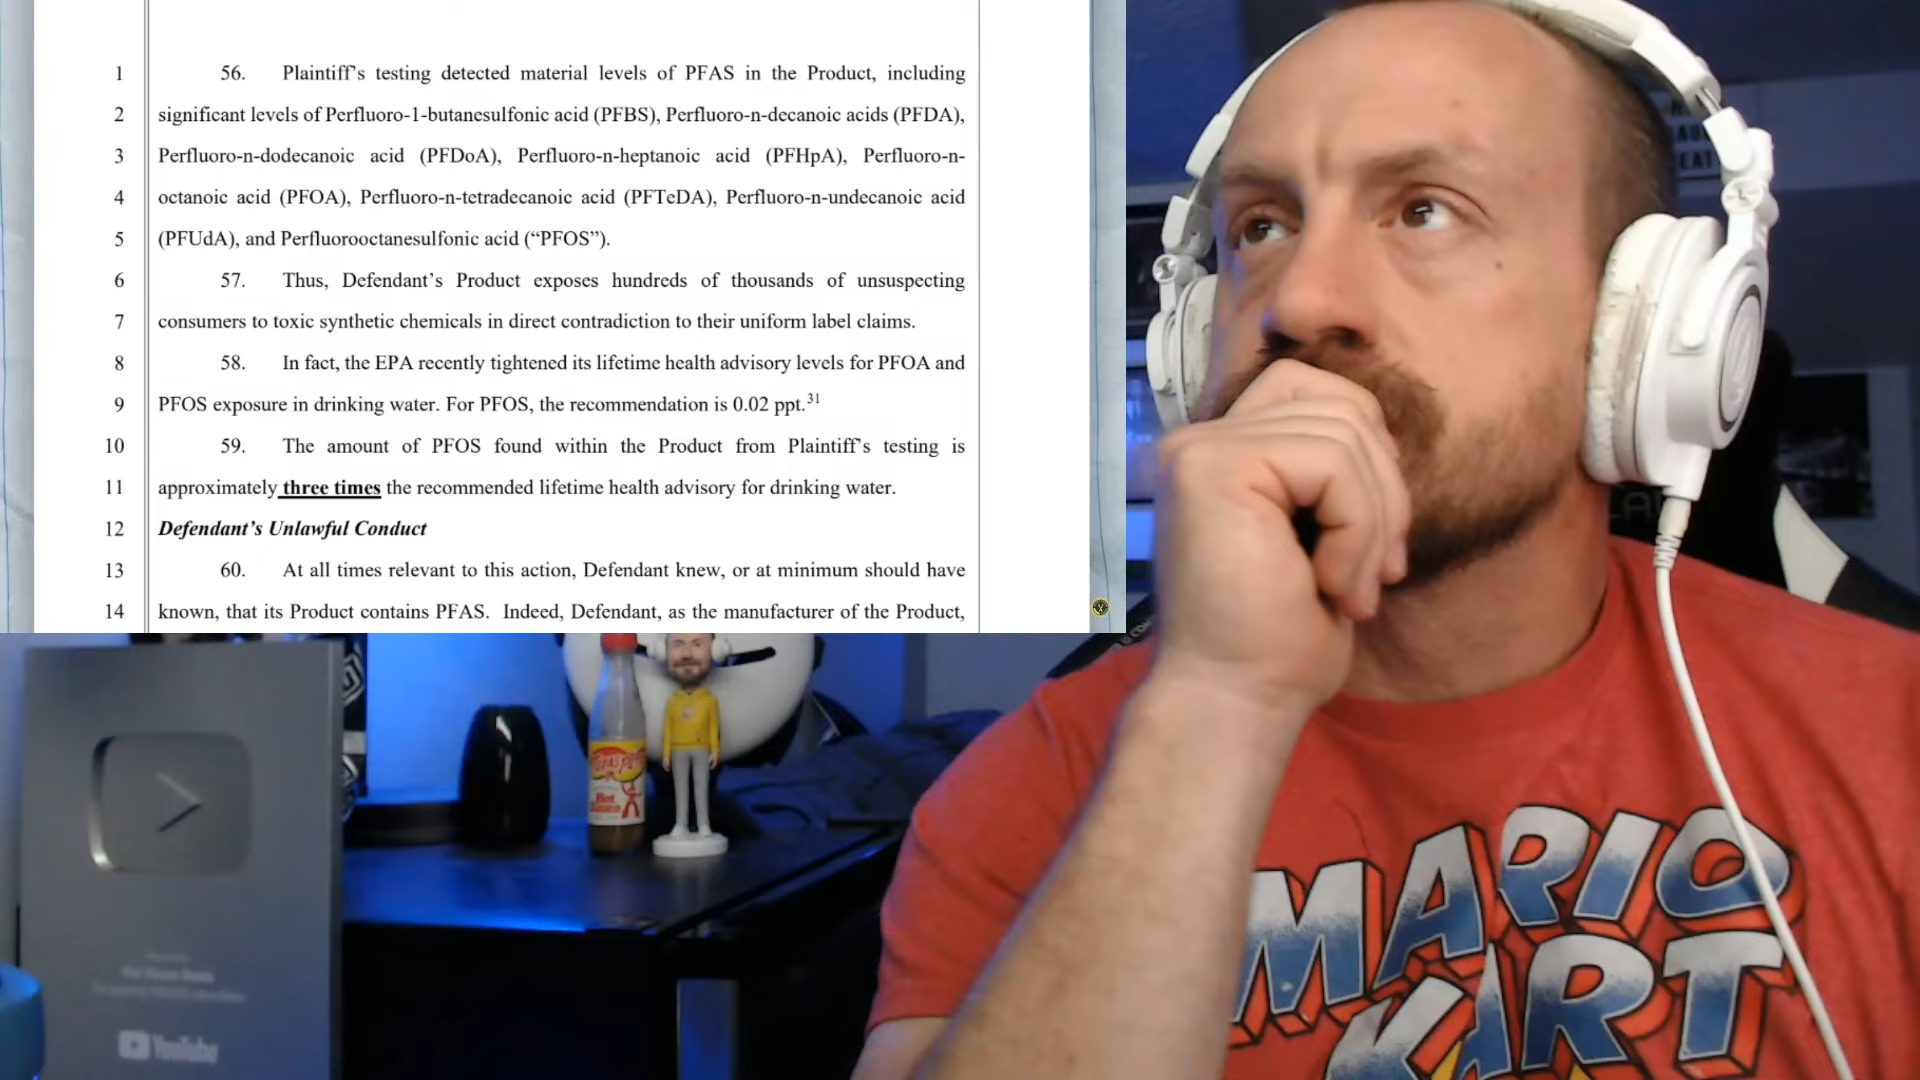 1 56. Plaintiff's testing detected material levels of PFAS in the Product, including
2 significant levels of Perfluoro-1-butanesulfonic acid (PFBS), Perfluoro-n-decanoic acids (PFDA),
3 Perfluoro-n-dodecanoic acid (PFDoA), Perfluoro-n-heptanoic acid (PFHpA), Perfluoro-n-
4 octanoic acid (PFOA), Perfluoro-n-tetradecanoic acid (PFTeDA), Perfluoro-n-undecanoic acid
5 (PFUdA), and Perfluorooctanesulfonic acid (“PFOS”).
6 57. Thus, Defendant's Product exposes hundreds of thousands of unsuspecting
7 consumers to toxic synthetic chemicals in direct contradiction to their uniform label claims.
8 58. In fact, the EPA recently tightened its lifetime health advisory levels for PFOA and
9 PFOS exposure in drinking water. For PFOS, the recommendation is 0.02 ppt.31
10 59. The amount of PFOS found within the Product from Plaintiff's testing is
11 approximately three times the recommended lifetime health advisory for drinking water.
12 Defendant's Unlawful Conduct
13 60. At all times relevant to this action, Defendant knew, or at minimum should have
14 known, that its Product contains PFAS. Indeed, Defendant, as the manufacturer of the Product,
Hot
YouTube
MARIO
KART